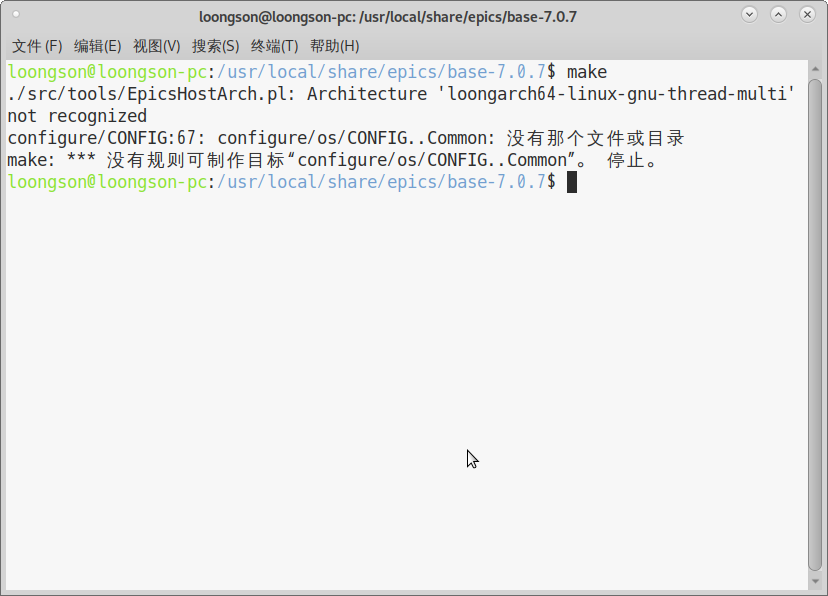 loongson@loongson-pc:/usr/local/share/epics/base-7.0.7
文件(F) 编辑(E) 视图(V) 搜索(S) 终端(T) 帮助(H)
loongson@loongson-pc:/usr/local/share/epics/base-7.0.7$ make
./src/tools/EpicsHostArch.pl: Architecture 'loongarch64-linux-gnu-thread-multi'
not recognized
configure/CONFIG:67: configure/os/CONFIG..Common: 没有那个文件或目录
make: *** 没有规则可制作目标“configure/os/CONFIG..Common”。 停止。
loongson@loongson-pc:/usr/local/share/epics/base-7.0.7$